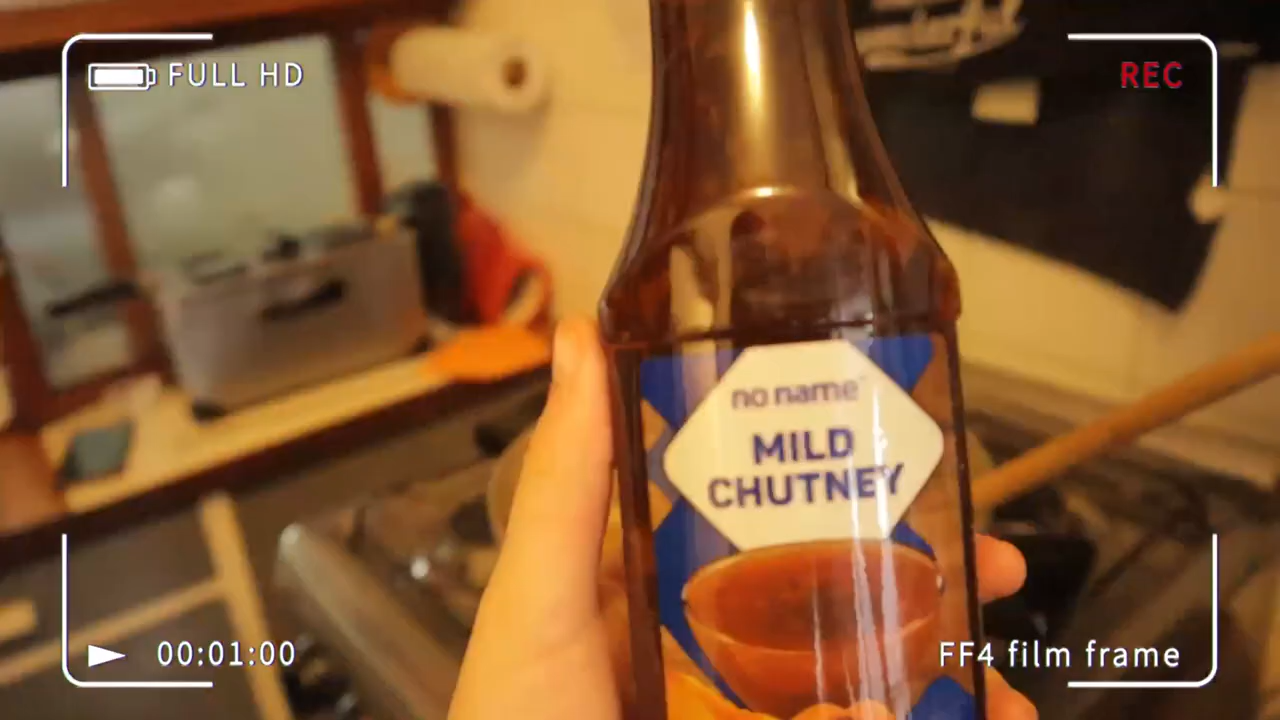 FULL HD
REC
no name
MILD
CHUTNEY
00:01:00
FF4 film frame